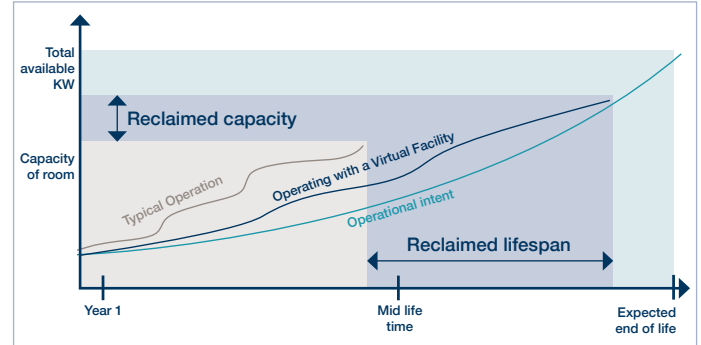 Total
available
KW
Reclaimed capacity
Capacity
of room
Typical Operation
Operating with a Virtual Facility
Operational intent
Reclaimed lifespan
Year 1
Mid life
time
Expected
end of life